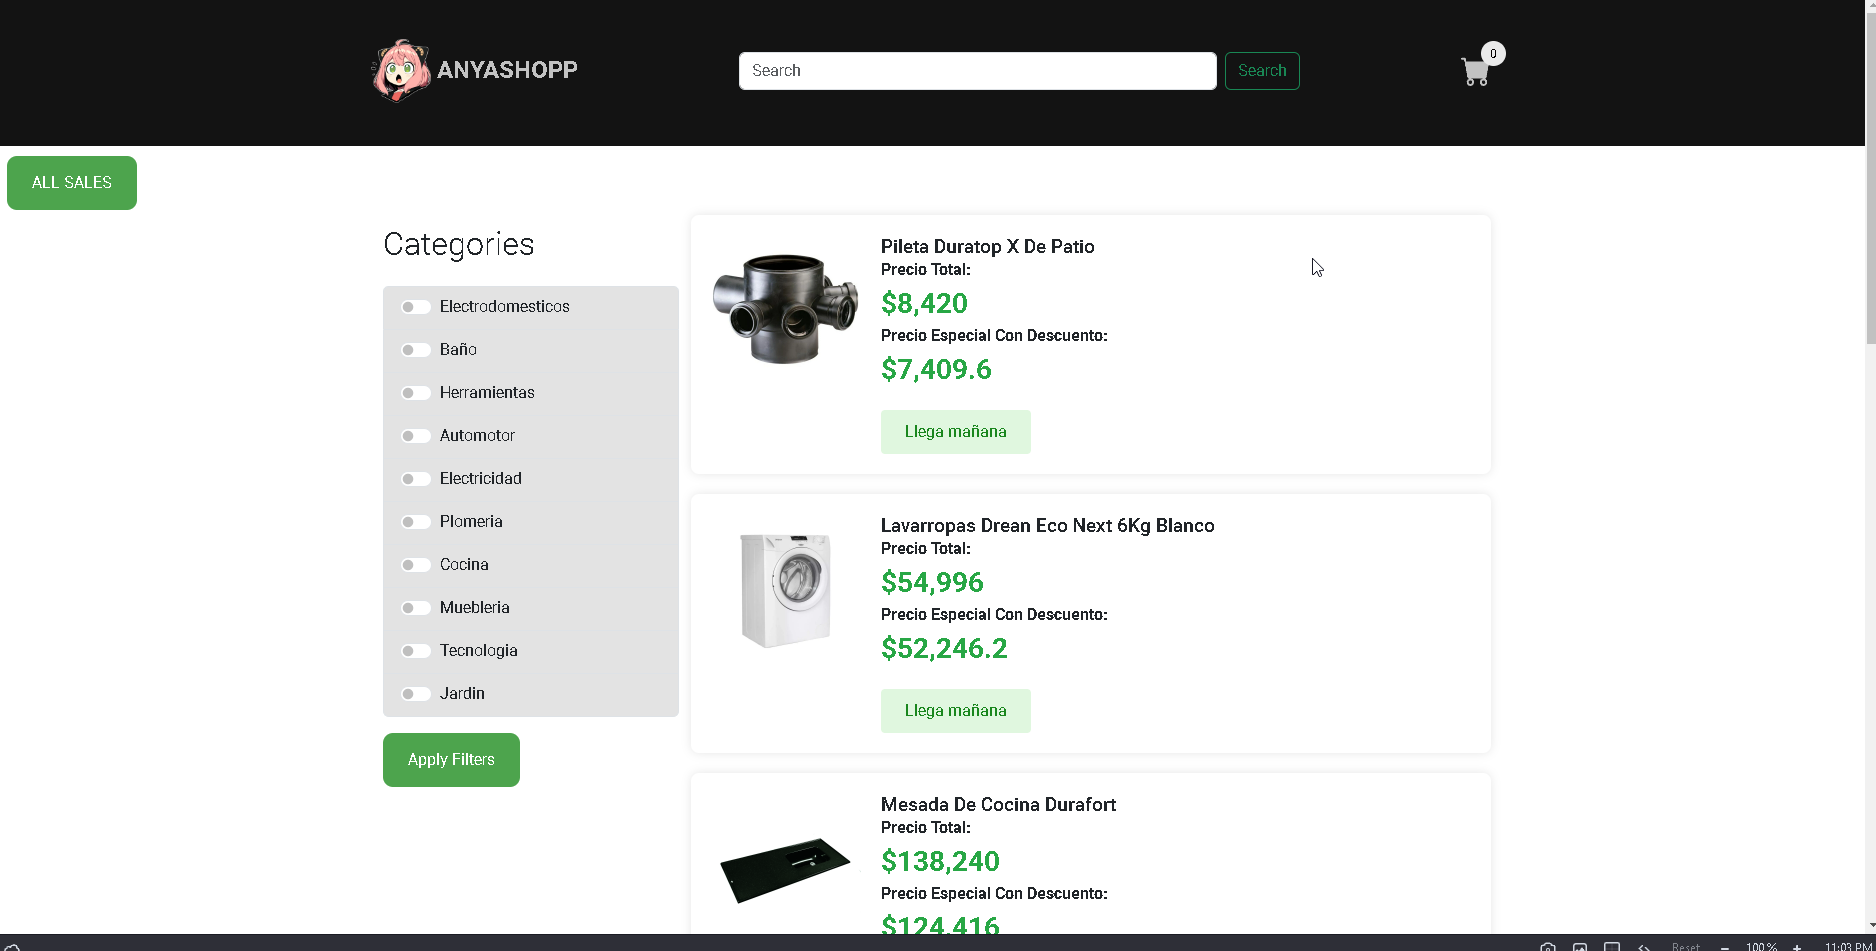 ANYASHOPP
Search
Search
0
ALL SALES
Categories
Electrodomesticos
Baño
Herramientas
Automotor
Electricidad
Plomeria
Cocina
Muebleria
Tecnologia
Jardin
Apply Filters
Pileta Duratop X De Patio
Precio Total:
$8,420
Precio Especial Con Descuento:
$7,409.6
Llega mañana
Lavarropas Drean Eco Next 6Kg Blanco
Precio Total:
$54,996
Precio Especial Con Descuento:
$52,246.2
Llega mañana
Mesada De Cocina Durafort
Precio Total:
$138,240
Precio Especial Con Descuento:
$124,416
Reset
100 %
11:03 PM